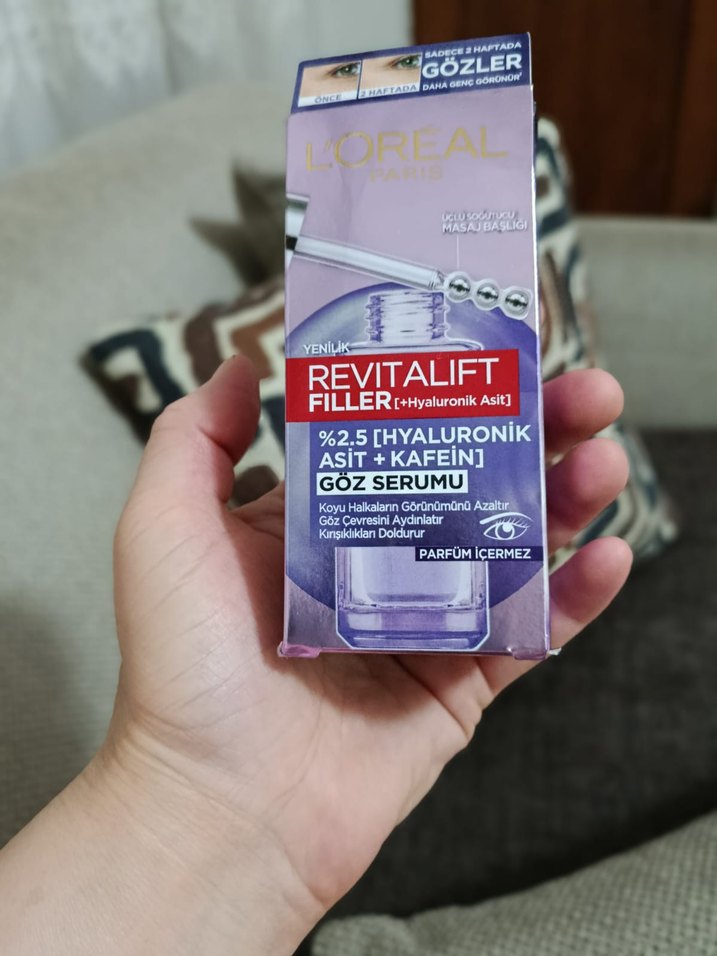 SADECE 2 HAFTADA
GÖZLER
DAHA GENÇ GÖRÜNÜR¹
ÖNCE
2 HAFTADA
L'ORÉAL
PARIS
ÜÇLÜ SOĞUTUCU
MASAJ BAŞLIĞI
YENİLİK
REVITALIFT
FILLER [+Hyaluronik Asit]
%2.5 [HYALURONİK
ASİT + KAFEİN]
GÖZ SERUMU
Koyu Halkaların Görünümünü Azaltır
Göz Çevresini Aydınlatır
Kırışıklıkları Doldurur
PARFÜM İÇERMEZ